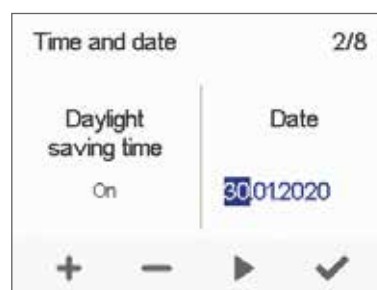 Time and date 2/8
Daylight
saving time
On
Date
30.01.2020